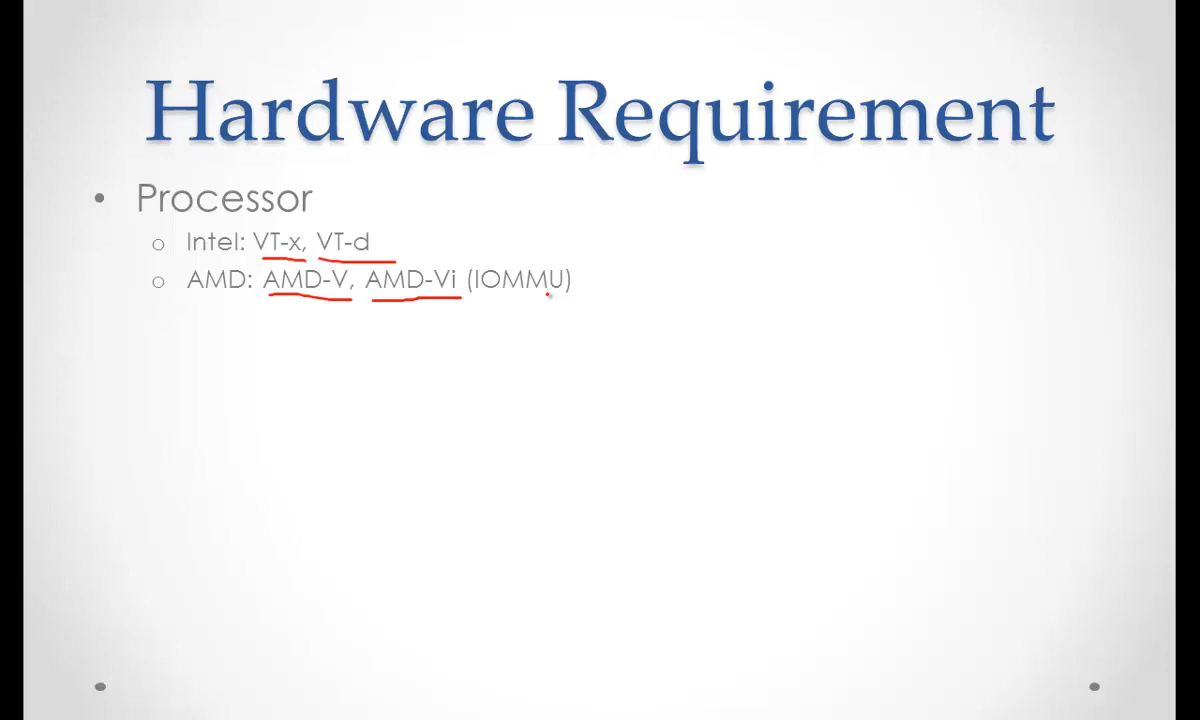 Hardware Requirement
• Processor
o Intel: VT-x, VT-d
o AMD: AMD-V, AMD-Vi (IOMMU)